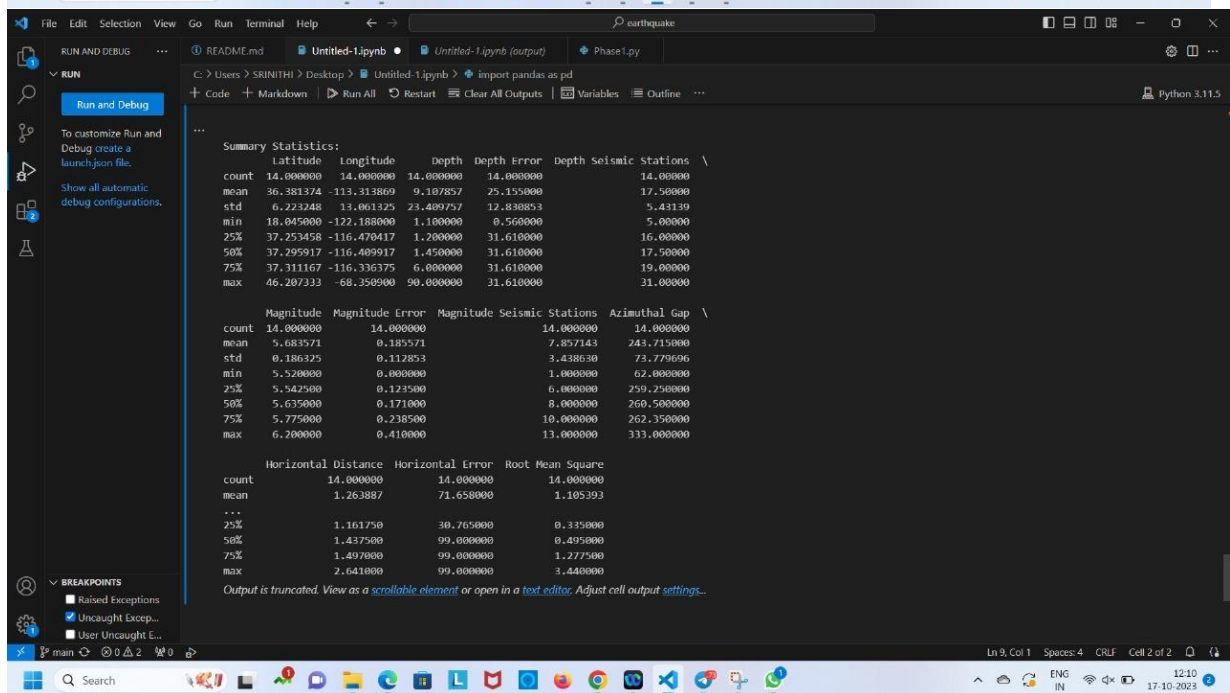 File Edit Selection View Go Run Terminal Help
earthquake
RUN AND DEBUG
README.md Untitled-1.ipynb Untitled-1.ipynb (output) Phase1.py
RUN
C: > Users > SRINITHI > Desktop > Untitled-1.ipynb > import pandas as pd
Run and Debug
+ Code + Markdown Run All Restart Clear All Outputs Variables Outline ... Python 3.11.5
To customize Run and
Debug create a
launch.json file.
Show all automatic
debug configurations.
...
Summary Statistics:
Latitude Longitude Depth Depth Error Depth Seismic Stations \
count 14.000000 14.000000 14.000000 14.000000 14.00000
mean 36.381374 -113.313869 9.107857 25.155000 17.50000
std 6.223248 13.061325 23.409757 12.830853 5.43139
min 18.045000 -122.188000 1.100000 0.560000 5.00000
25% 37.253458 -116.470417 1.200000 31.610000 16.00000
50% 37.295917 -116.409917 1.450000 31.610000 17.50000
75% 37.311167 -116.336375 6.000000 31.610000 19.00000
max 46.207333 -68.350900 90.000000 31.610000 31.00000
Magnitude Magnitude Error Magnitude Seismic Stations Azimuthal Gap \
count 14.000000 14.000000 14.000000 14.000000
mean 5.683571 0.185571 7.857143 243.715000
std 0.186325 0.112853 3.438630 73.779696
min 5.520000 0.000000 1.000000 62.000000
25% 5.542500 0.123500 6.000000 259.250000
50% 5.635000 0.171000 8.000000 260.500000
75% 5.775000 0.238500 10.000000 262.350000
max 6.200000 0.410000 13.000000 333.000000
Horizontal Distance Horizontal Error Root Mean Square
count 14.000000 14.000000 14.000000
mean 1.263887 71.658000 1.105393
...
25% 1.161750 30.765000 0.335000
50% 1.437500 99.000000 0.495000
75% 1.497000 99.000000 1.277500
max 2.641000 99.000000 3.440000
Output is truncated. View as a scrollable element or open in a text editor. Adjust cell output settings...
BREAKPOINTS
Raised Exceptions
Uncaught Excep...
User Uncaught E...
main 0 2 0 Ln 9, Col 1 Spaces: 4 CRLF Cell 2 of 2
Search
ENG
IN
12:10
17-10-2023